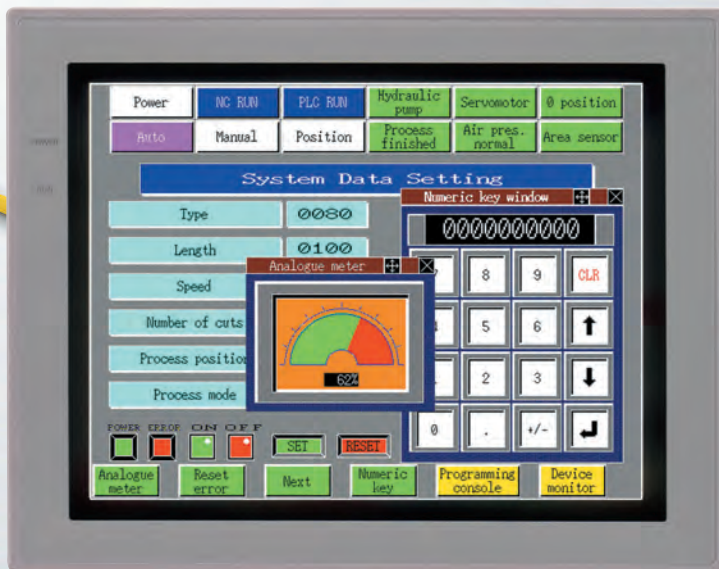 Power
NC RUN
PLC RUN
Hydraulic
pump
Servomotor
0 position
Auto
Manual
Position
Process
finished
Air pres.
normal
Area sensor
System Data Setting
Numeric key window
Type
0080
0000000000
Length
0100
8
9
CLR
Analogue meter
Speed
Number of cuts
5
6
Process position
62%
2
3
Process mode
0
.
+/-
POWER
ERROR
ON
OFF
SET
RESET
Analogue
meter
Reset
error
Next
Numeric
key
Programming
console
Device
monitor